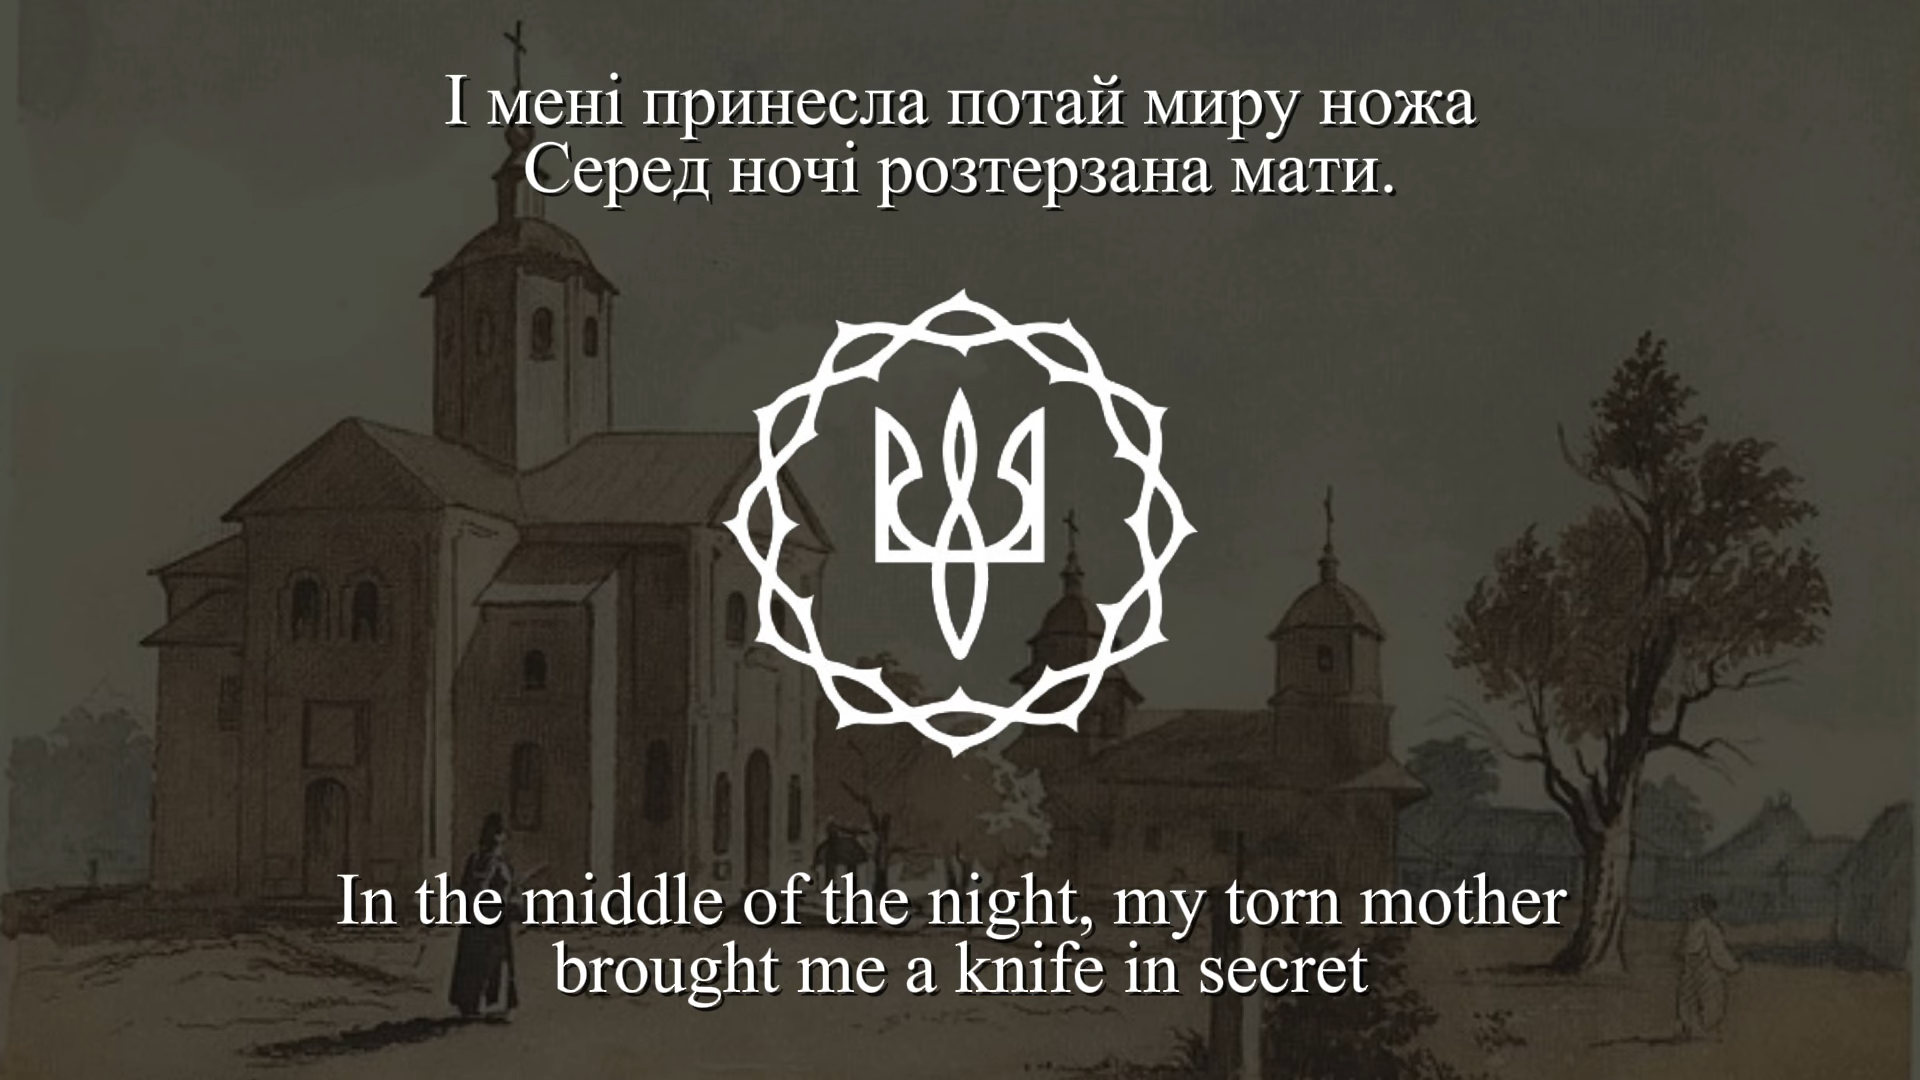 І мені принесла потай миру ножа
Серед ночі розтерзана мати.
In the middle of the night, my torn mother
brought me a knife in secret